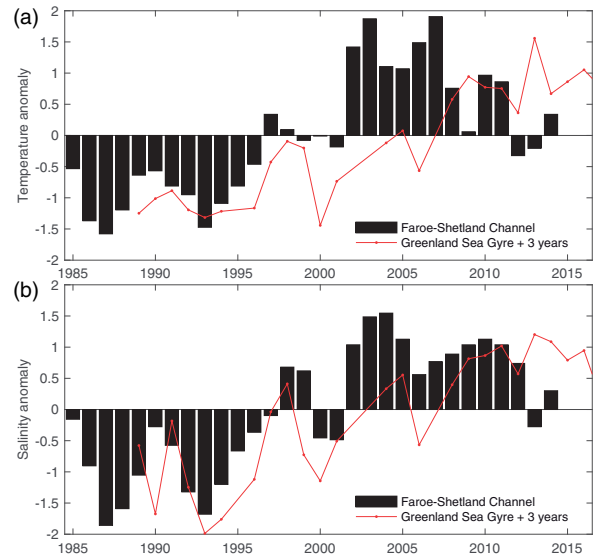 (a)
2
1.5
1
0.5
0
-0.5
-1
-1.5
-2
Temperature anomaly
Faroe-Shetland Channel
Greenland Sea Gyre + 3 years
1985 1990 1995 2000 2005 2010 2015
(b)
2
1.5
1
0.5
0
-0.5
-1
-1.5
-2
Salinity anomaly
Faroe-Shetland Channel
Greenland Sea Gyre + 3 years
1985 1990 1995 2000 2005 2010 2015